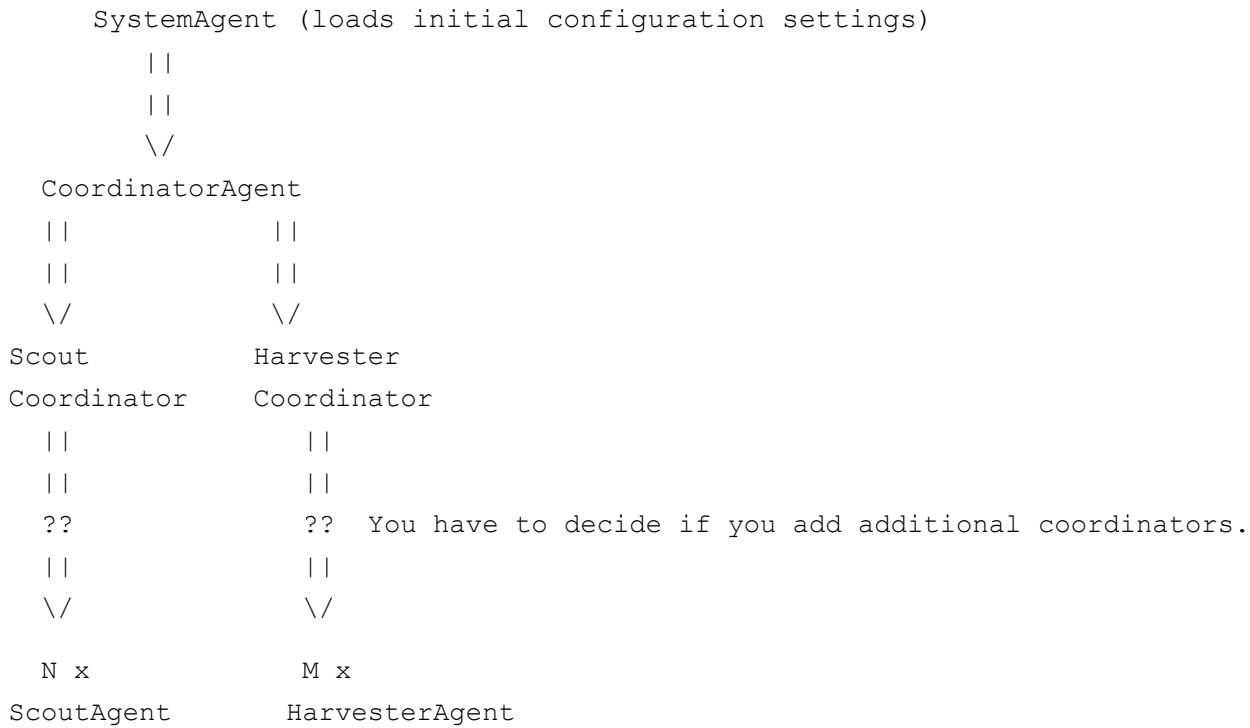 SystemAgent (loads initial configuration settings)
||
||
\/
CoordinatorAgent
|| ||
|| ||
\/ \/
Scout Harvester
Coordinator Coordinator
|| ||
|| ||
?? ?? You have to decide if you add additional coordinators.
|| ||
\/ \/
N x M x
ScoutAgent HarvesterAgent